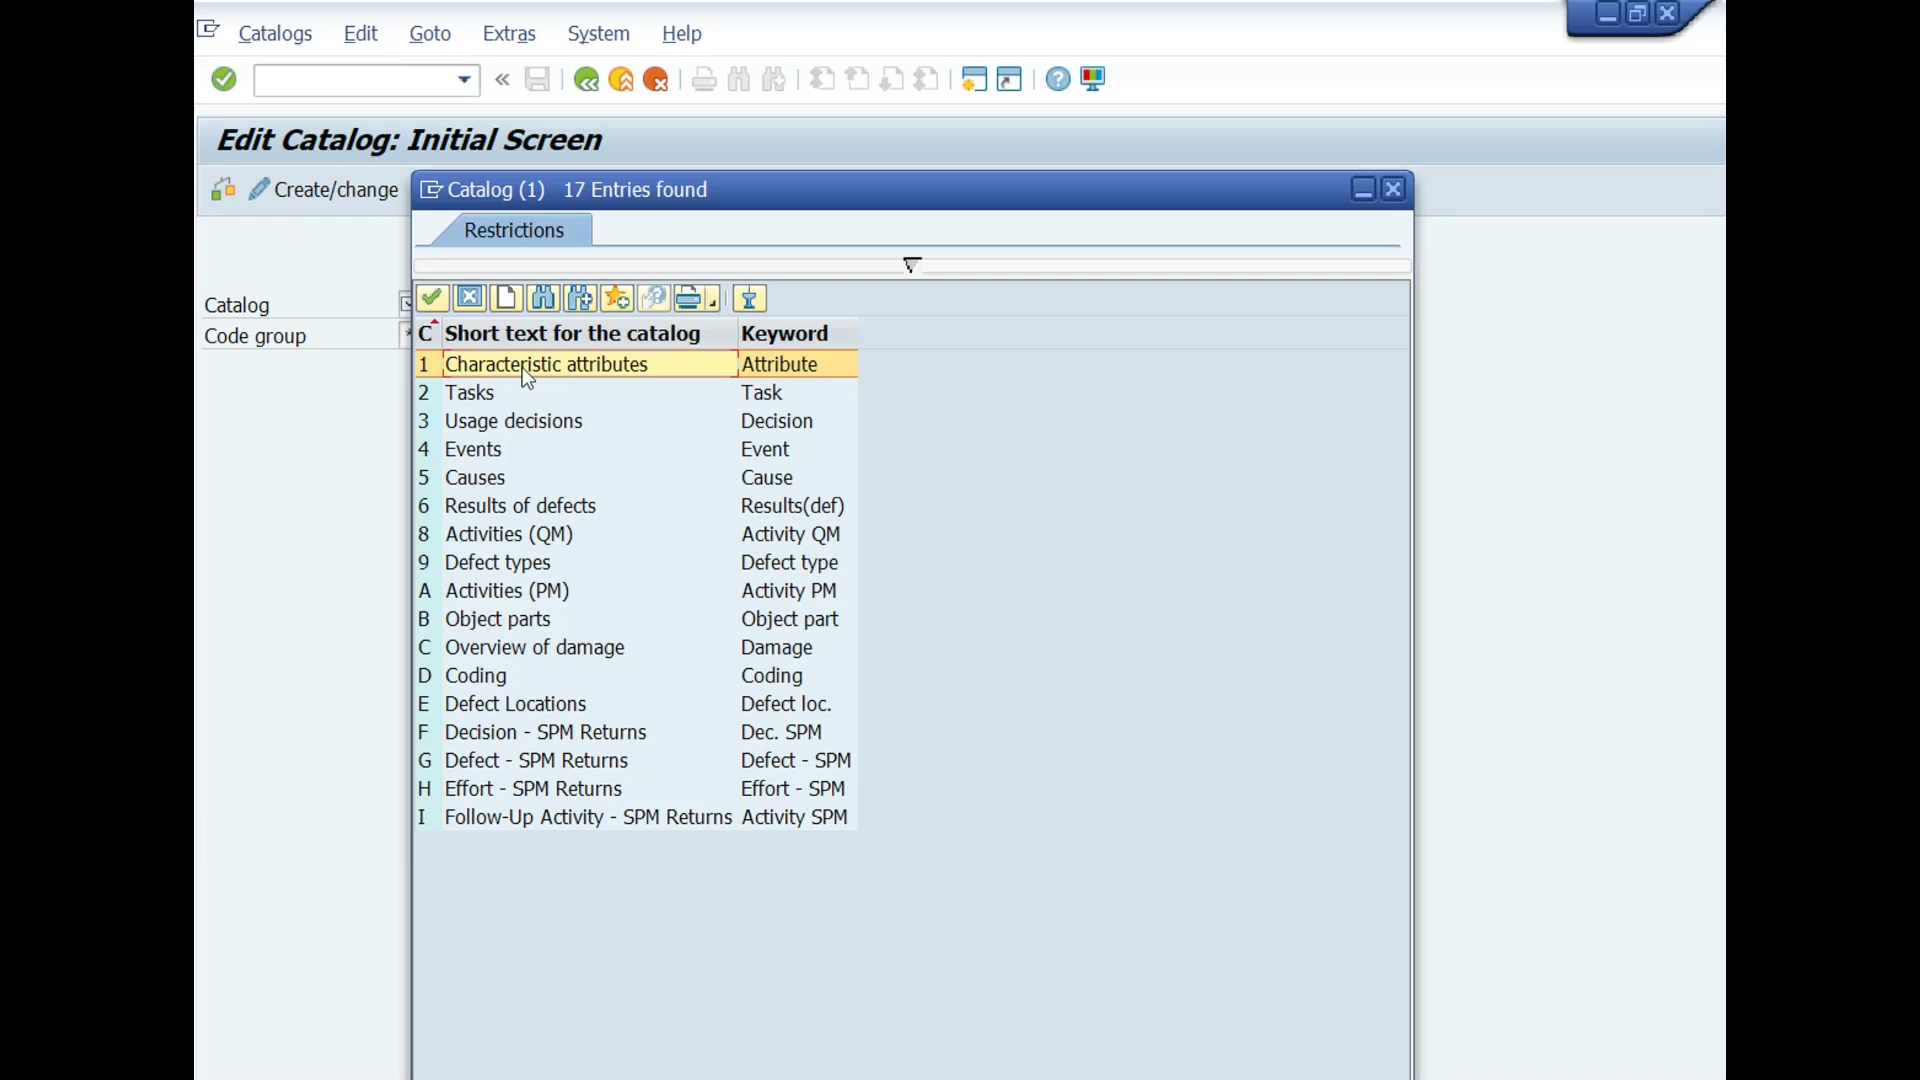 Catalogs Edit Goto Extras System Help
Edit Catalog: Initial Screen
Create/change
Catalog (1) 17 Entries found
Restrictions
Catalog
Code group *
C Short text for the catalog Keyword
1 Characteristic attributes Attribute
2 Tasks Task
3 Usage decisions Decision
4 Events Event
5 Causes Cause
6 Results of defects Results(def)
8 Activities (QM) Activity QM
9 Defect types Defect type
A Activities (PM) Activity PM
B Object parts Object part
C Overview of damage Damage
D Coding Coding
E Defect Locations Defect loc.
F Decision - SPM Returns Dec. SPM
G Defect - SPM Returns Defect - SPM
H Effort - SPM Returns Effort - SPM
I Follow-Up Activity - SPM Returns Activity SPM